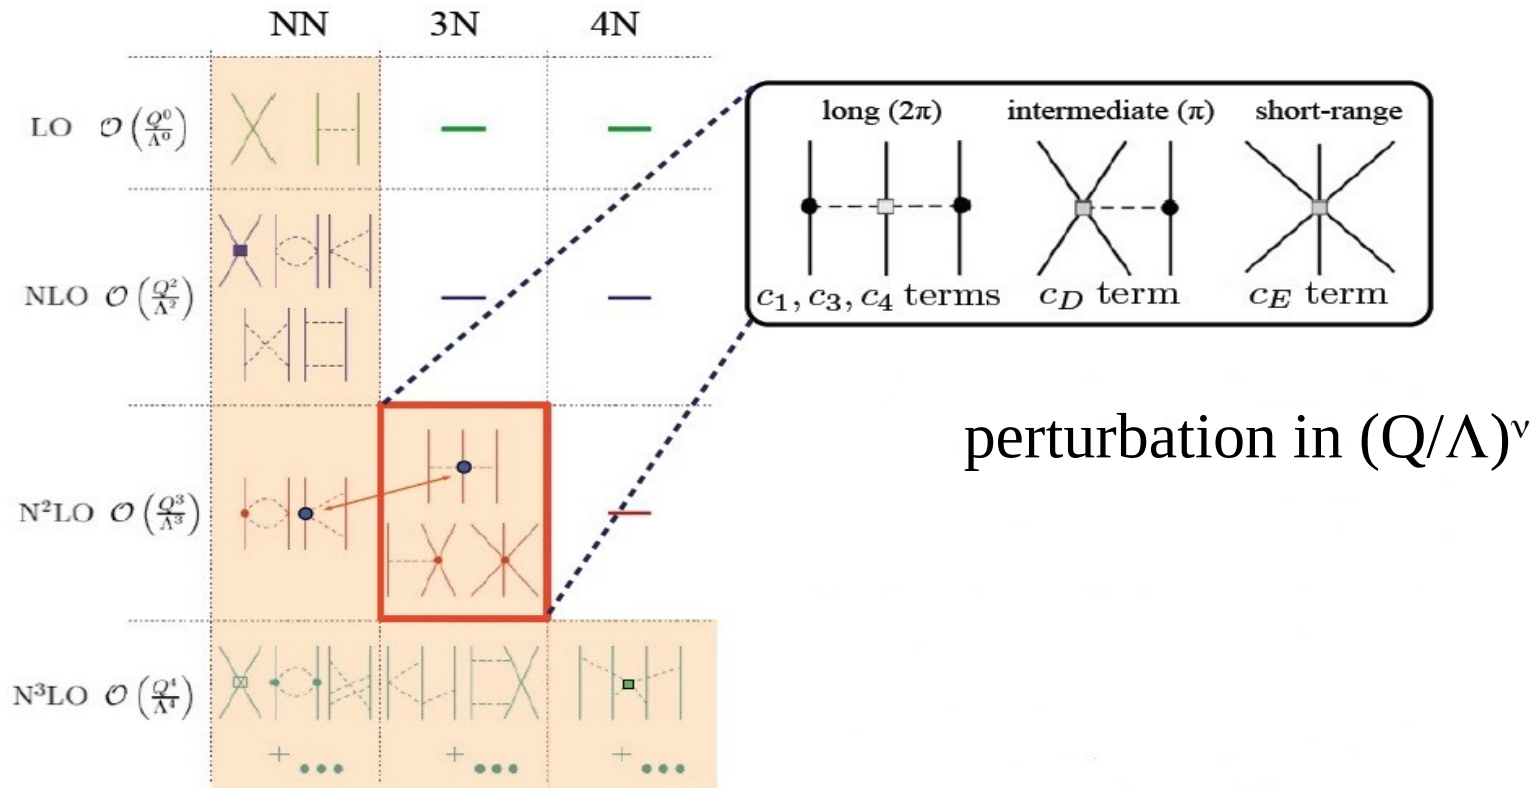 NN 3N 4N
LO 𝒪(Q⁰/Λ⁰)
NLO 𝒪(Q²/Λ²)
N²LO 𝒪(Q³/Λ³)
N³LO 𝒪(Q⁴/Λ⁴)
+ ••• + ••• + •••
long (2π) intermediate (π) short-range
c₁, c₃, c₄ terms c_D term c_E term
perturbation in (Q/Λ)^ν